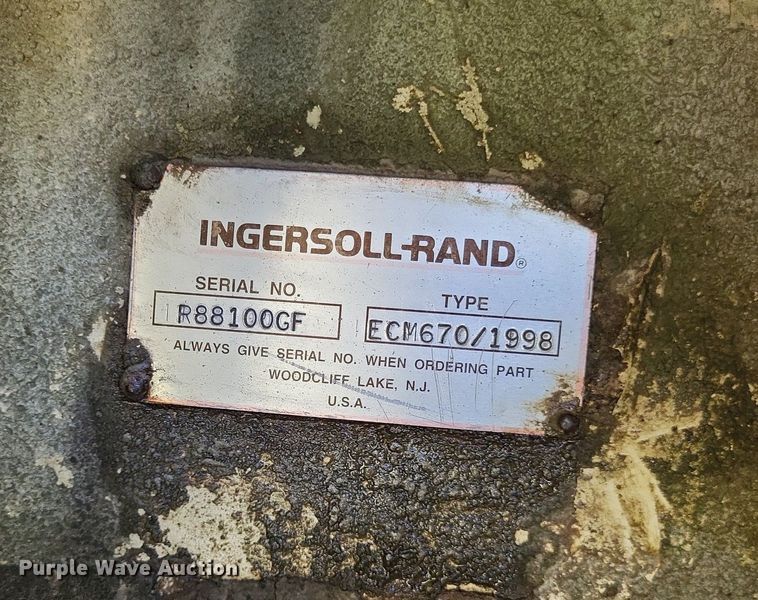 INGERSOLL-RAND®
SERIAL NO. TYPE
R88100GF ECM670/1998
ALWAYS GIVE SERIAL NO. WHEN ORDERING PART
WOODCLIFF LAKE, N.J.
U.S.A.
Purple Wave Auction